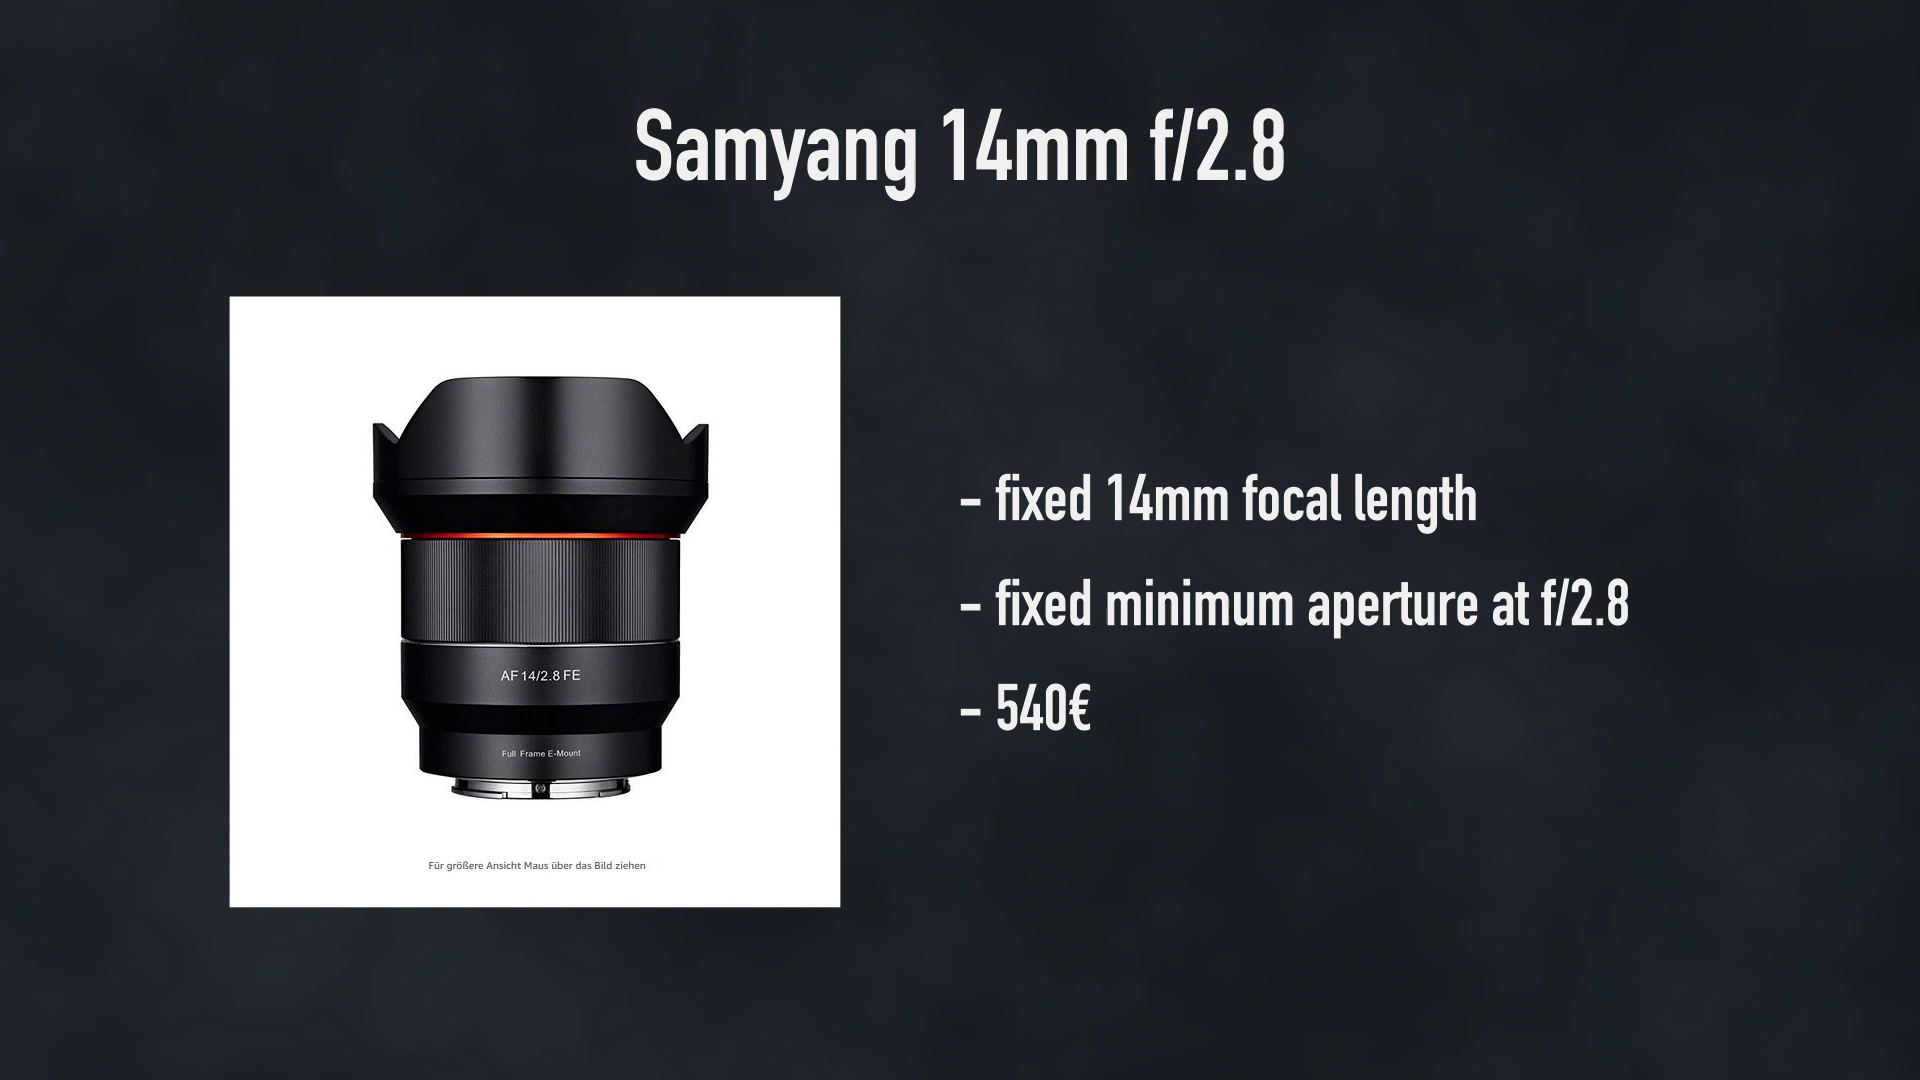 Samyang 14mm f/2.8
AF 14/2.8 FE
Full Frame E-Mount
Für größere Ansicht Maus über das Bild ziehen
- fixed 14mm focal length
- fixed minimum aperture at f/2.8
- 540€